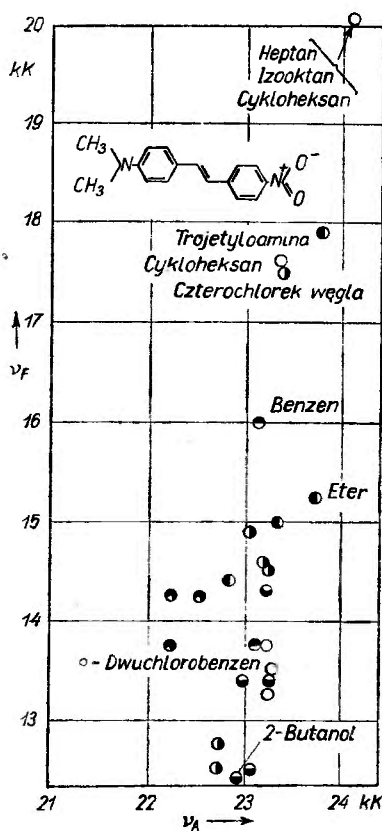 20
kK
Heptan
Izooktan
Cykloheksan
19
CH3
N
CH3
N
+
O-
O
18
Trojetyloamina
Cykloheksan
Czterochlorek węgla
17
νF
16
Benzen
Eter
15
14
o-Dwuchlorobenzen
13
2-Butanol
21
22
23
24
kK
νA